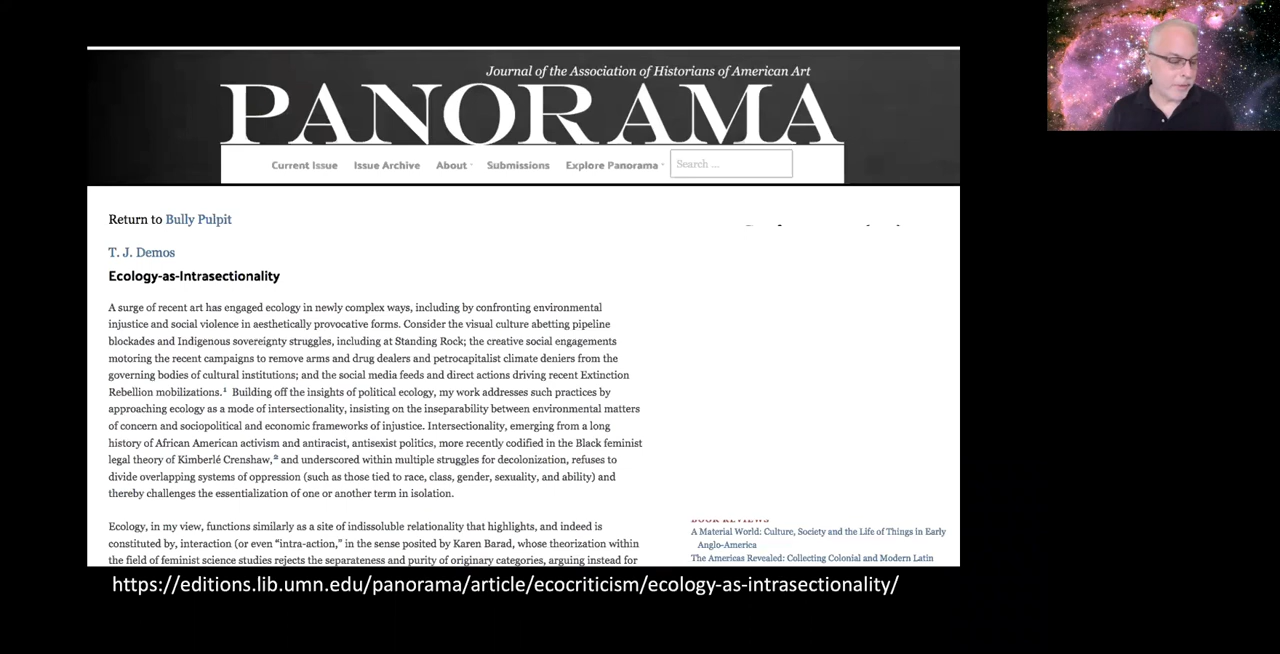 Journal of the Association of Historians of American Art
PANORAMA
Current Issue Issue Archive About Submissions Explore Panorama Search ...
Return to Bully Pulpit
T. J. Demos
Ecology-as-Intrasectionality
A surge of recent art has engaged ecology in newly complex ways, including by confronting environmental
injustice and social violence in aesthetically provocative forms. Consider the visual culture abetting pipeline
blockades and Indigenous sovereignty struggles, including at Standing Rock; the creative social engagements
motoring the recent campaigns to remove arms and drug dealers and petrocapitalist climate deniers from the
governing bodies of cultural institutions; and the social media feeds and direct actions driving recent Extinction
Rebellion mobilizations.¹ Building off the insights of political ecology, my work addresses such practices by
approaching ecology as a mode of intersectionality, insisting on the inseparability between environmental matters
of concern and sociopolitical and economic frameworks of injustice. Intersectionality, emerging from a long
history of African American activism and antiracist, antisexist politics, more recently codified in the Black feminist
legal theory of Kimberlé Crenshaw,² and underscored within multiple struggles for decolonization, refuses to
divide overlapping systems of oppression (such as those tied to race, class, gender, sexuality, and ability) and
thereby challenges the essentialization of one or another term in isolation.
Ecology, in my view, functions similarly as a site of indissoluble relationality that highlights, and indeed is
constituted by, interaction (or even “intra-action,” in the sense posited by Karen Barad, whose theorization within
the field of feminist science studies rejects the separateness and purity of originary categories, arguing instead for
BOOK REVIEWS
A Material World: Culture, Society and the Life of Things in Early
Anglo-America
The Americas Revealed: Collecting Colonial and Modern Latin
https://editions.lib.umn.edu/panorama/article/ecocriticism/ecology-as-intrasectionality/